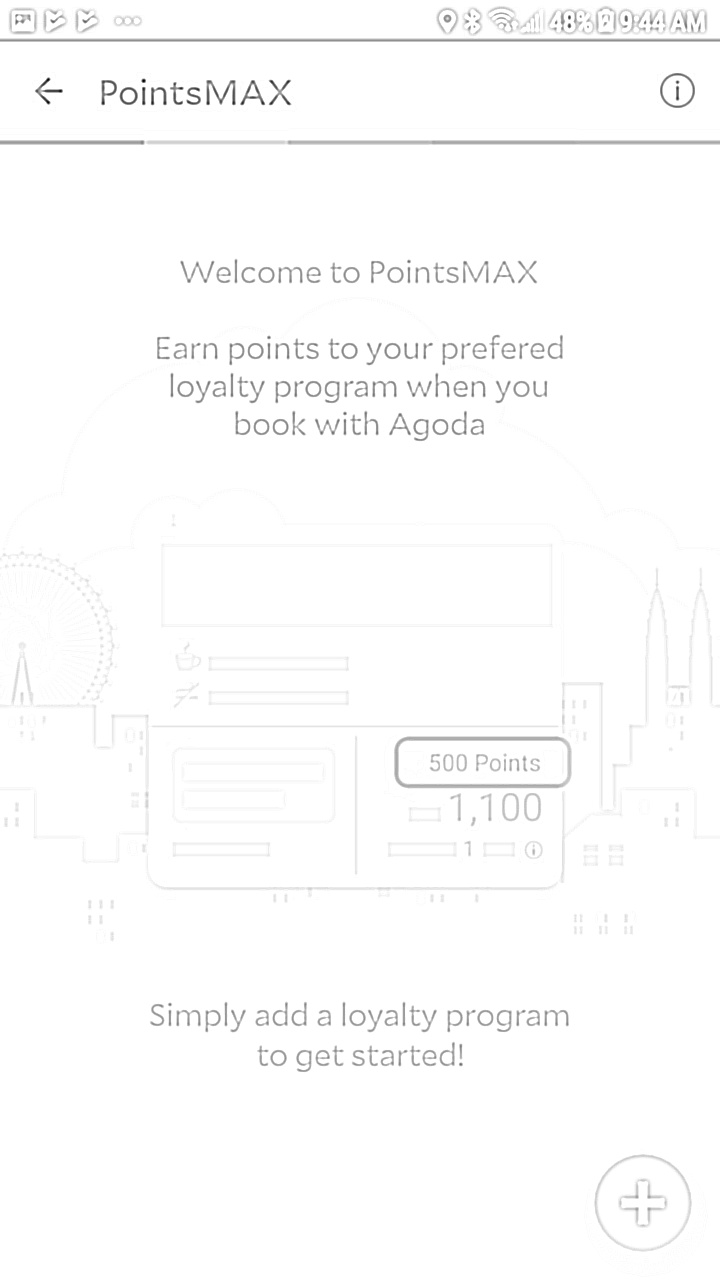 48% 9:44 AM
PointsMAX
Welcome to PointsMAX
Earn points to your prefered
loyalty program when you
book with Agoda
500 Points
1,100
1
Simply add a loyalty program
to get started!